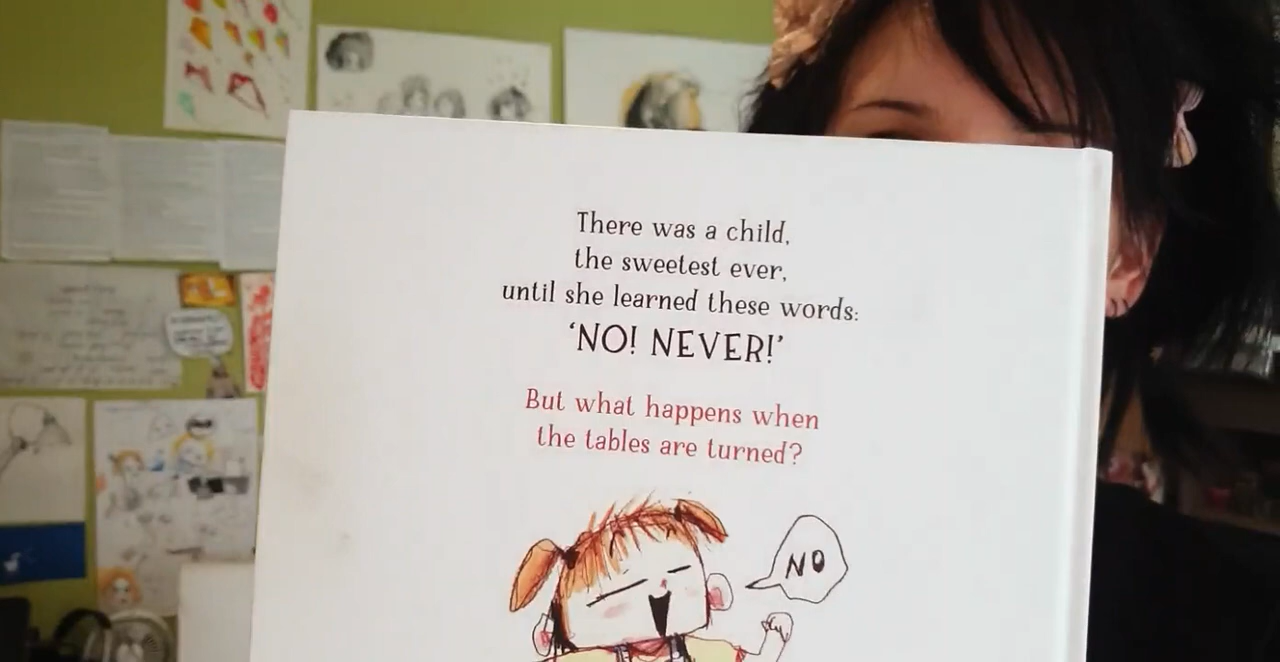 There was a child,
the sweetest ever,
until she learned these words:
‘NO! NEVER!’
But what happens when
the tables are turned?
NO